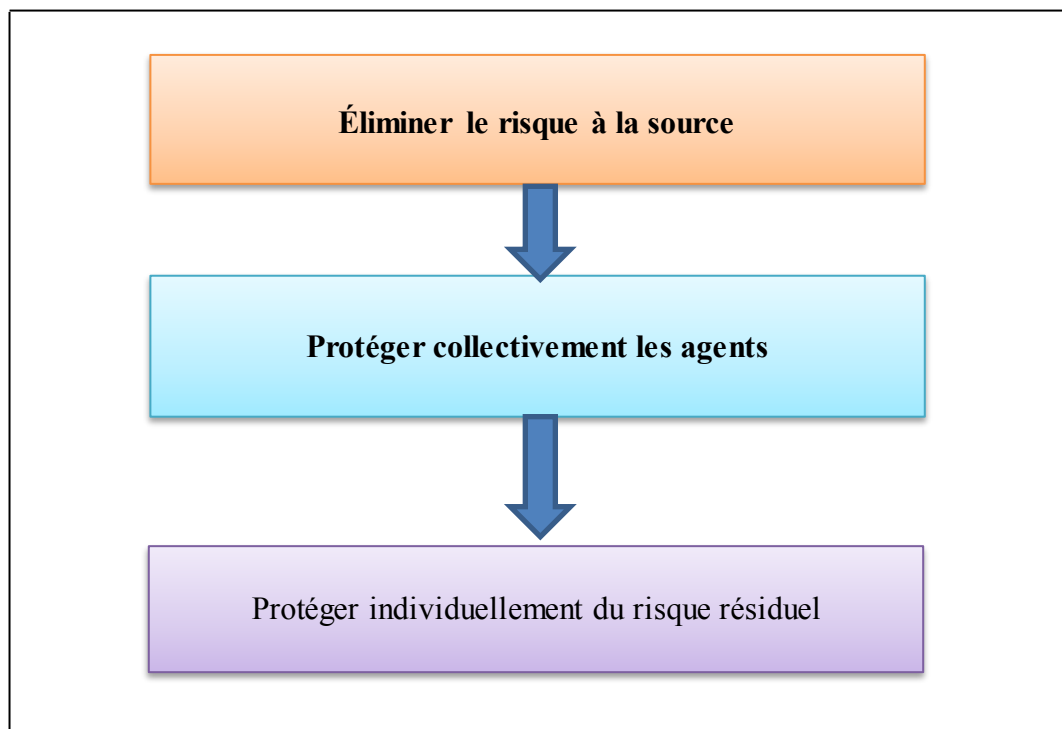 Éliminer le risque à la source
Protéger collectivement les agents
Protéger individuellement du risque résiduel